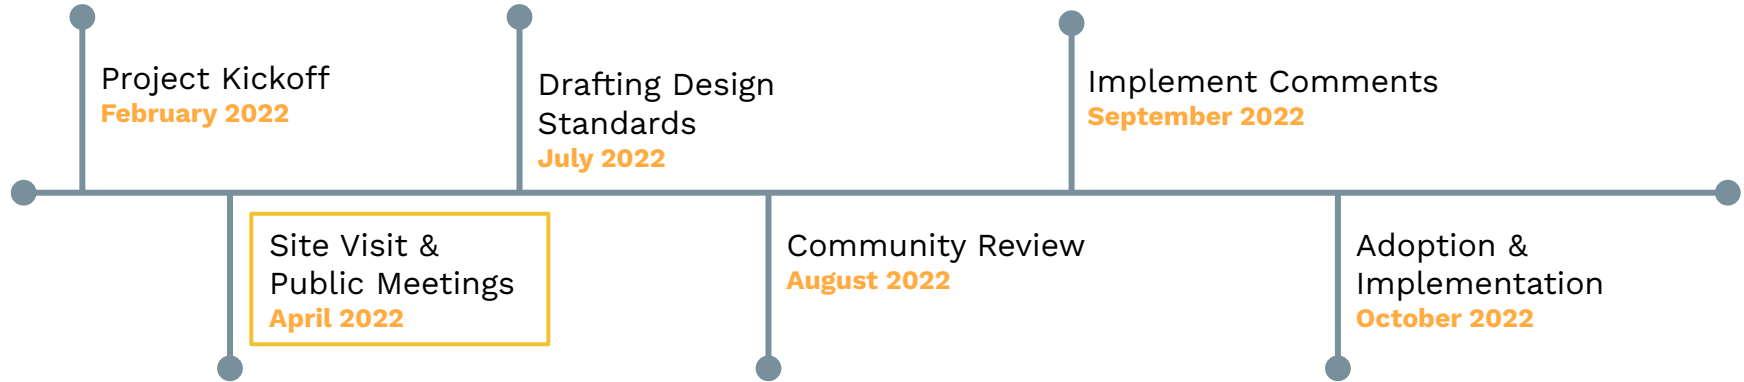 Project Kickoff
February 2022
Site Visit &
Public Meetings
April 2022
Drafting Design
Standards
July 2022
Community Review
August 2022
Implement Comments
September 2022
Adoption &
Implementation
October 2022